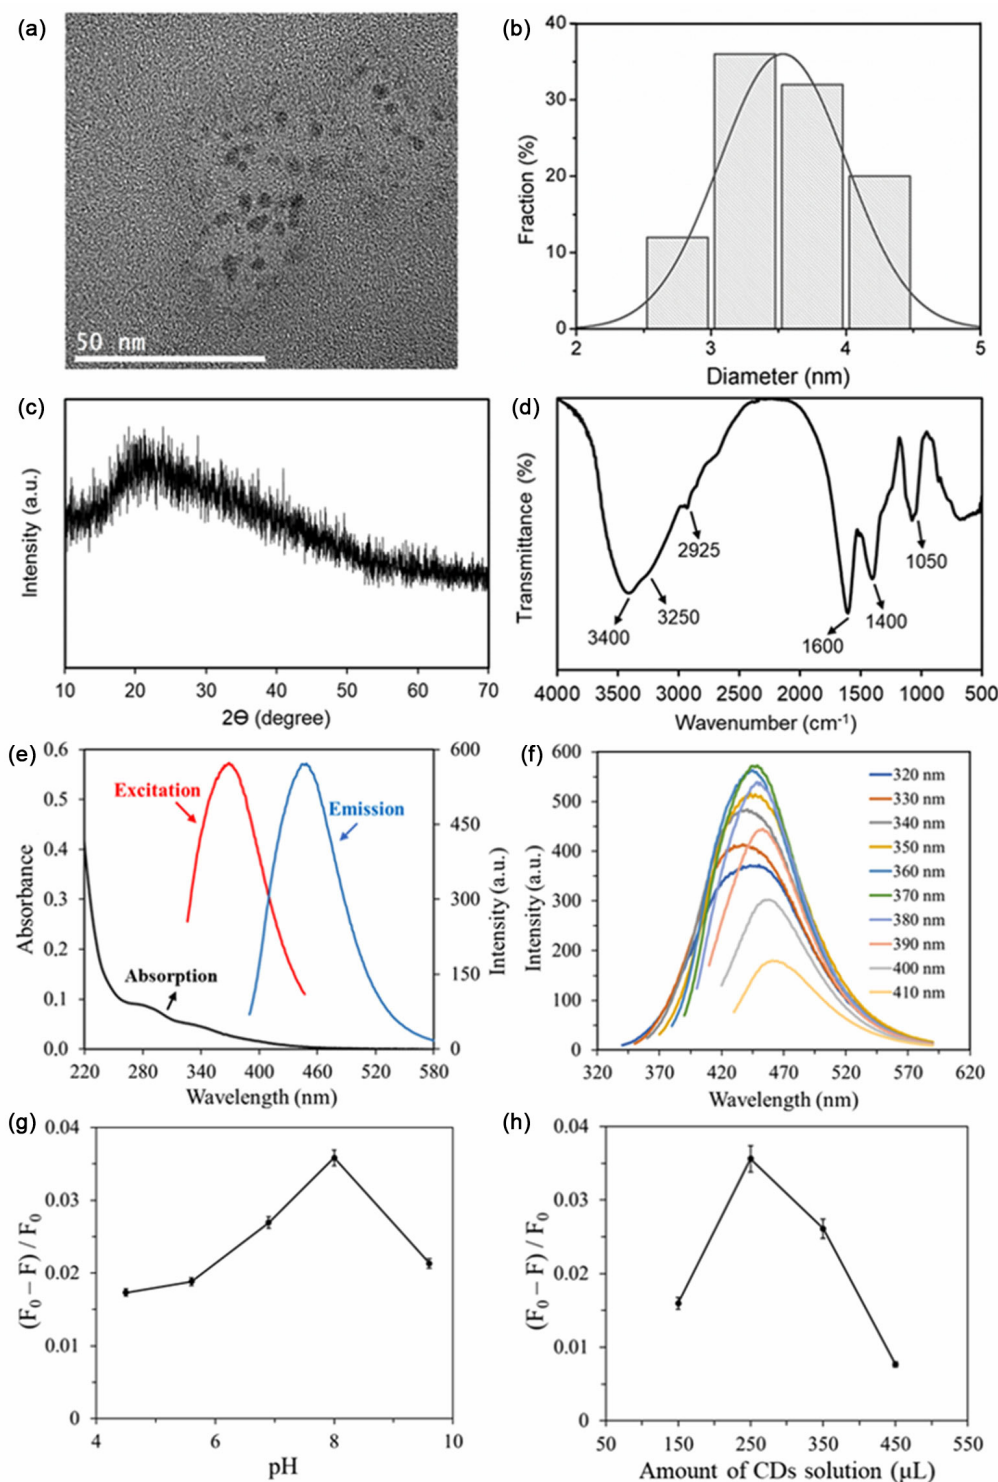 (a)
50 nm
(b)
40
30
20
10
0
Fraction (%)
2 3 4 5
Diameter (nm)
(c)
Intensity (a.u.)
10 20 30 40 50 60 70
2Ɵ (degree)
(d)
Transmittance (%)
3400
3250
2925
1600
1400
1050
4000 3500 3000 2500 2000 1500 1000 500
Wavenumber (cm⁻¹)
(e)
0.6
0.5
0.4
0.3
0.2
0.1
0.0
Absorbance
Excitation
Emission
Absorption
600
450
300
150
0
Intensity (a.u.)
220 280 340 400 460 520 580
Wavelength (nm)
(f)
600
500
400
300
200
100
0
Intensity (a.u.)
320 nm
330 nm
340 nm
350 nm
360 nm
370 nm
380 nm
390 nm
400 nm
410 nm
320 370 420 470 520 570 620
Wavelength (nm)
(g)
0.04
0.03
0.02
0.01
0
(F₀ – F) / F₀
4 6 8 10
pH
(h)
0.04
0.03
0.02
0.01
0
(F₀ – F) / F₀
50 150 250 350 450 550
Amount of CDs solution (μL)